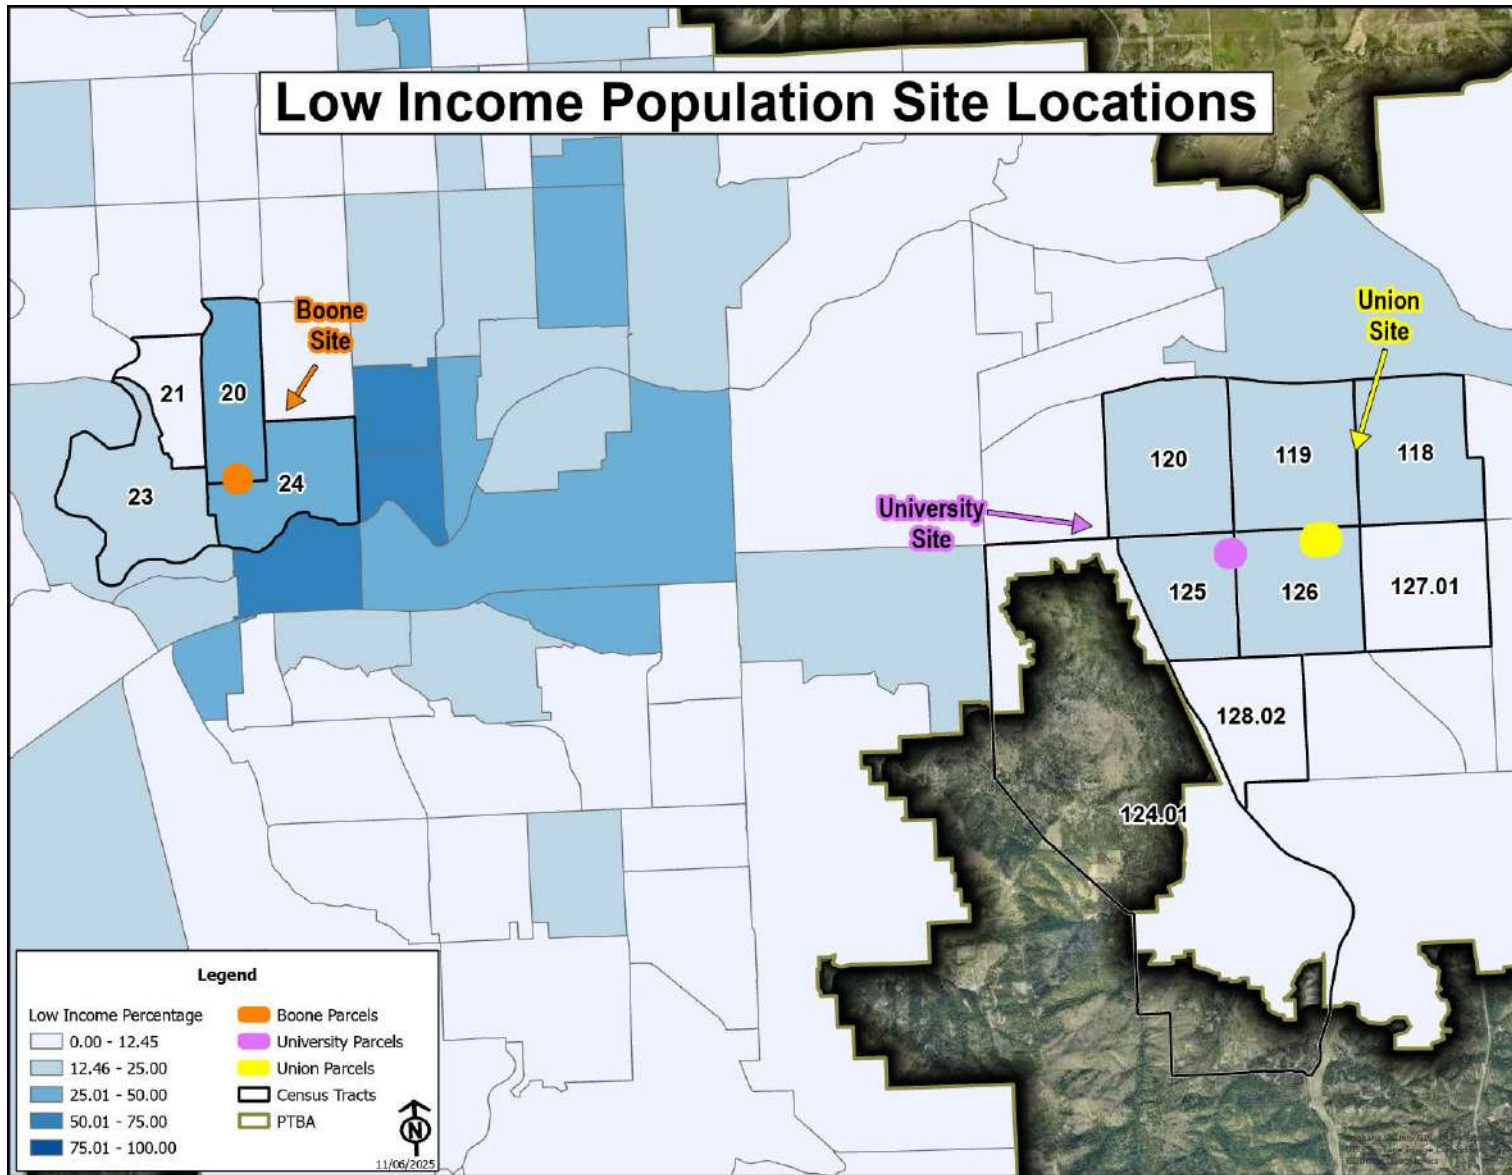 Low Income Population Site Locations
Boone
Site
Union
Site
University
Site
21
20
23
24
120
119
118
125
126
127.01
128.02
124.01
Legend
Low Income Percentage
0.00 - 12.45
12.46 - 25.00
25.01 - 50.00
50.01 - 75.00
75.01 - 100.00
Boone Parcels
University Parcels
Union Parcels
Census Tracts
PTBA
N
11/06/2025